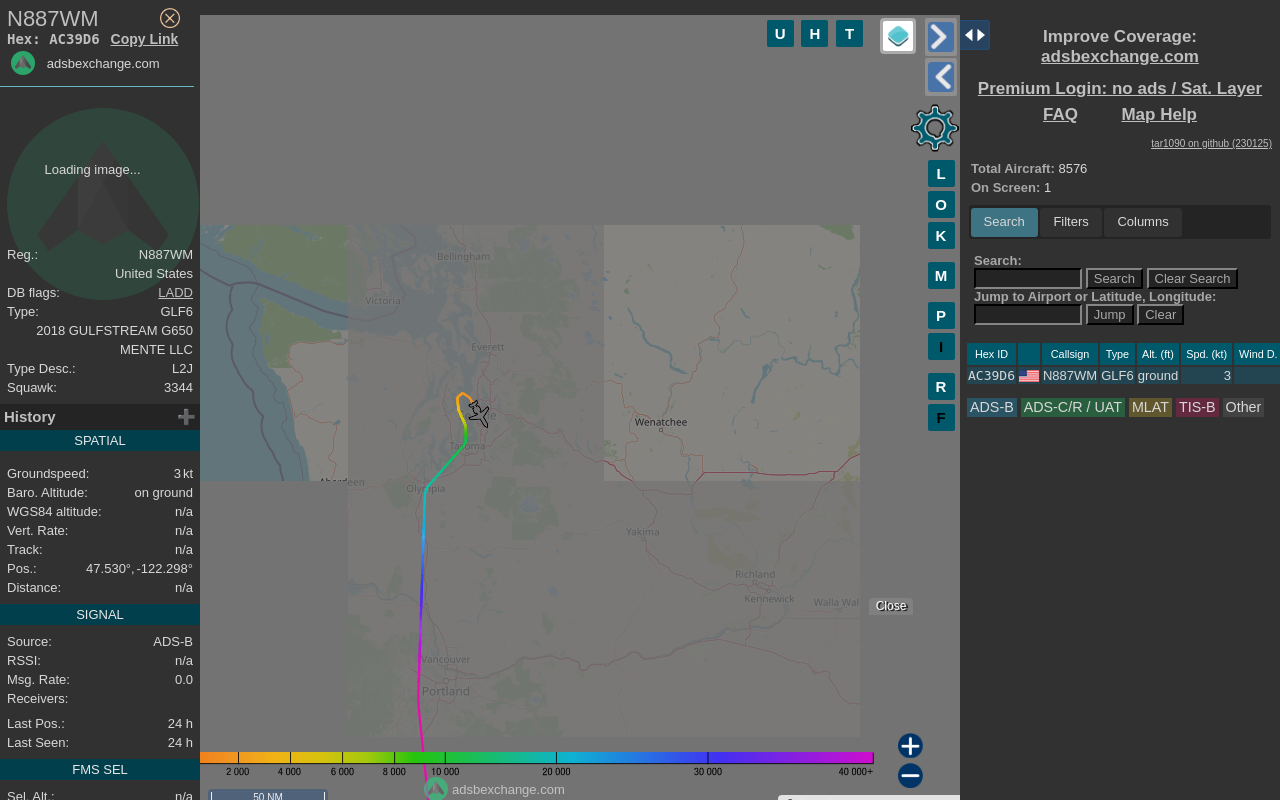 N887WM
Hex: AC39D6 Copy Link
adsbexchange.com
Loading image...
Reg.: N887WM
United States
DB flags: LADD
Type: GLF6
2018 GULFSTREAM G650
MENTE LLC
Type Desc.: L2J
Squawk: 3344
History
SPATIAL
Groundspeed: 3 kt
Baro. Altitude: on ground
WGS84 altitude: n/a
Vert. Rate: n/a
Track: n/a
Pos.: 47.530°, -122.298°
Distance: n/a
SIGNAL
Source: ADS-B
RSSI: n/a
Msg. Rate: 0.0
Receivers:
Last Pos.: 24 h
Last Seen: 24 h
FMS SEL
Sel. Alt.: n/a
U H T
L
O
K
M
P
I
R
F
Bellingham
Victoria
Everett
Wenatchee
Tacoma
Aberdeen
Olympia
Yakima
Richland
Kennewick
Walla Wal
Vancouver
Portland
Close
2 000 4 000 6 000 8 000 10 000 20 000 30 000 40 000+
adsbexchange.com
50 NM
Improve Coverage:
adsbexchange.com
Premium Login: no ads / Sat. Layer
FAQ Map Help
tar1090 on github (230125)
Total Aircraft: 8576
On Screen: 1
Search Filters Columns
Search:
Search Clear Search
Jump to Airport or Latitude, Longitude:
Jump Clear
Hex ID Callsign Type Alt. (ft) Spd. (kt) Wind D.
AC39D6 N887WM GLF6 ground 3
ADS-B ADS-C/R / UAT MLAT TIS-B Other